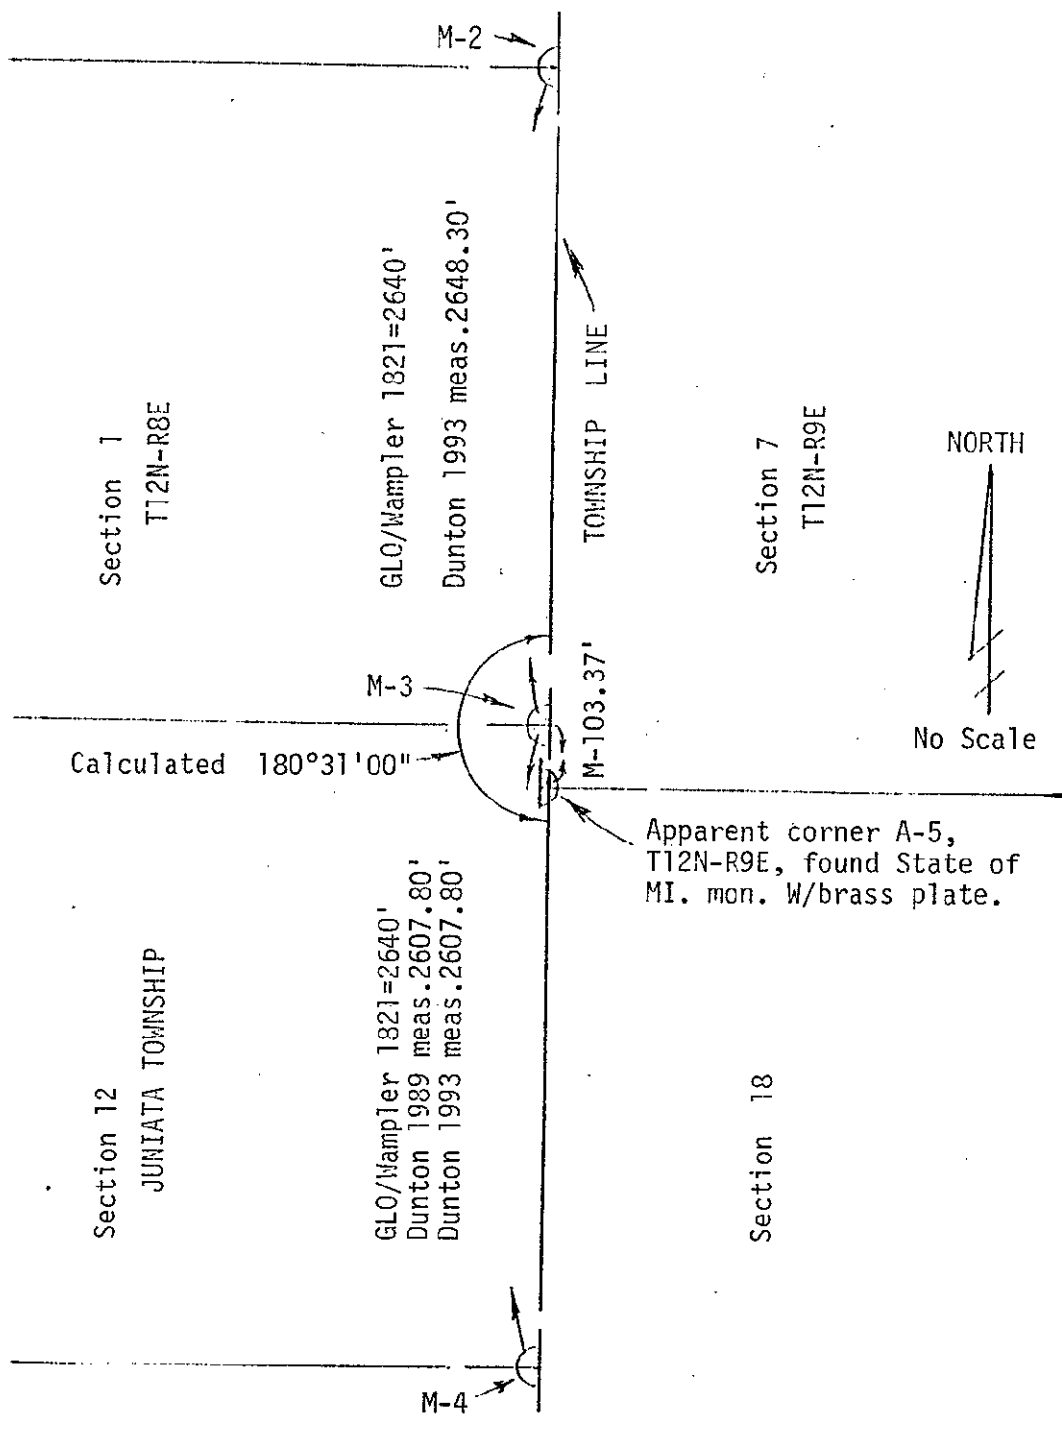 M-2
Section 1
T12N-R8E
GLO/Wampler 1821=2640'
Dunton 1993 meas.2648.30'
TOWNSHIP LINE
Section 7
T12N-R9E
NORTH
No Scale
M-3
M-103.37'
Calculated 180°31'00"
Apparent corner A-5,
T12N-R9E, found State of
MI. mon. W/brass plate.
Section 12
JUNIATA TOWNSHIP
GLO/Wampler 1821=2640'
Dunton 1989 meas.2607.80'
Dunton 1993 meas.2607.80'
Section 18
M-4